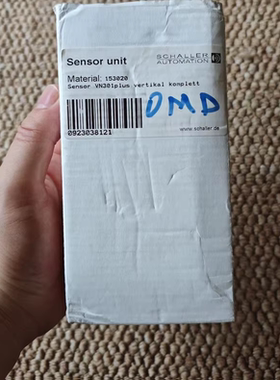 Sensor unit
SCHALLER
AUTOMATION
Material: 153020
Sensor VN301plus vertikal komplett
OMD
0923038121
www.schaller.de